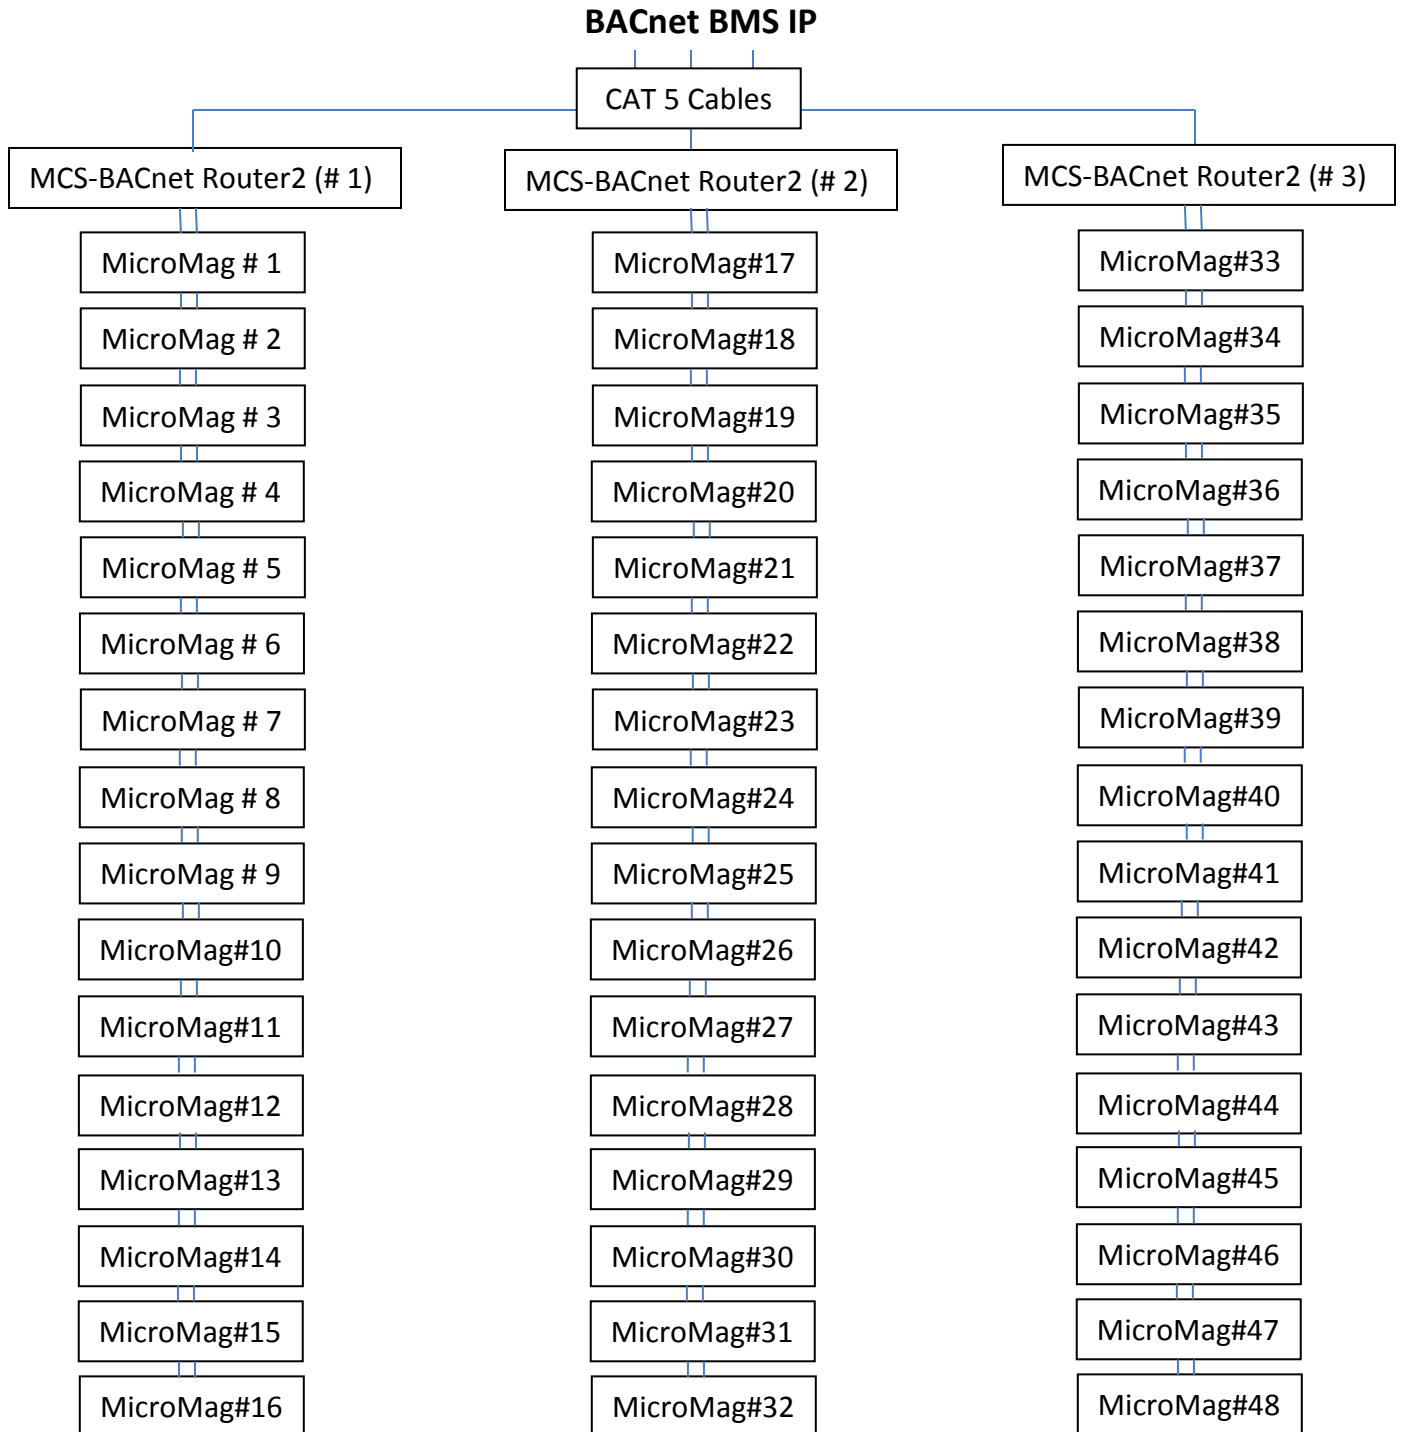 BACnet BMS IP
CAT 5 Cables
MCS-BACnet Router2 (# 1)
MicroMag # 1
MicroMag # 2
MicroMag # 3
MicroMag # 4
MicroMag # 5
MicroMag # 6
MicroMag # 7
MicroMag # 8
MicroMag # 9
MicroMag#10
MicroMag#11
MicroMag#12
MicroMag#13
MicroMag#14
MicroMag#15
MicroMag#16
MCS-BACnet Router2 (# 2)
MicroMag#17
MicroMag#18
MicroMag#19
MicroMag#20
MicroMag#21
MicroMag#22
MicroMag#23
MicroMag#24
MicroMag#25
MicroMag#26
MicroMag#27
MicroMag#28
MicroMag#29
MicroMag#30
MicroMag#31
MicroMag#32
MCS-BACnet Router2 (# 3)
MicroMag#33
MicroMag#34
MicroMag#35
MicroMag#36
MicroMag#37
MicroMag#38
MicroMag#39
MicroMag#40
MicroMag#41
MicroMag#42
MicroMag#43
MicroMag#44
MicroMag#45
MicroMag#46
MicroMag#47
MicroMag#48